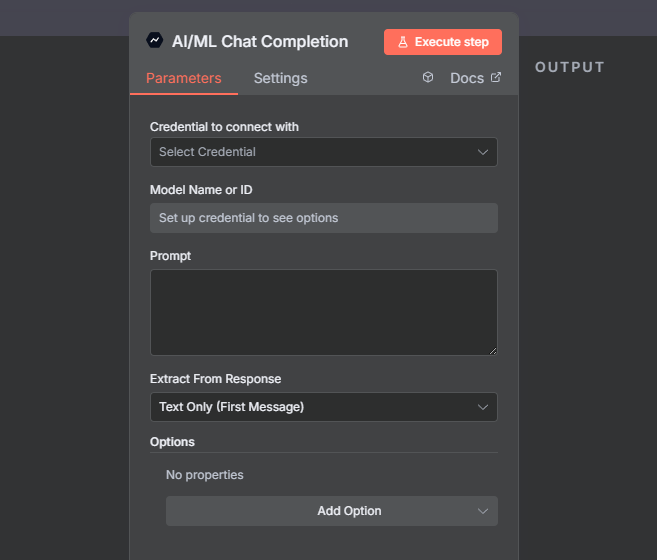 AI/ML Chat Completion
Execute step
OUTPUT
Parameters
Settings
Docs
Credential to connect with
Select Credential
Model Name or ID
Set up credential to see options
Prompt
Extract From Response
Text Only (First Message)
Options
No properties
Add Option